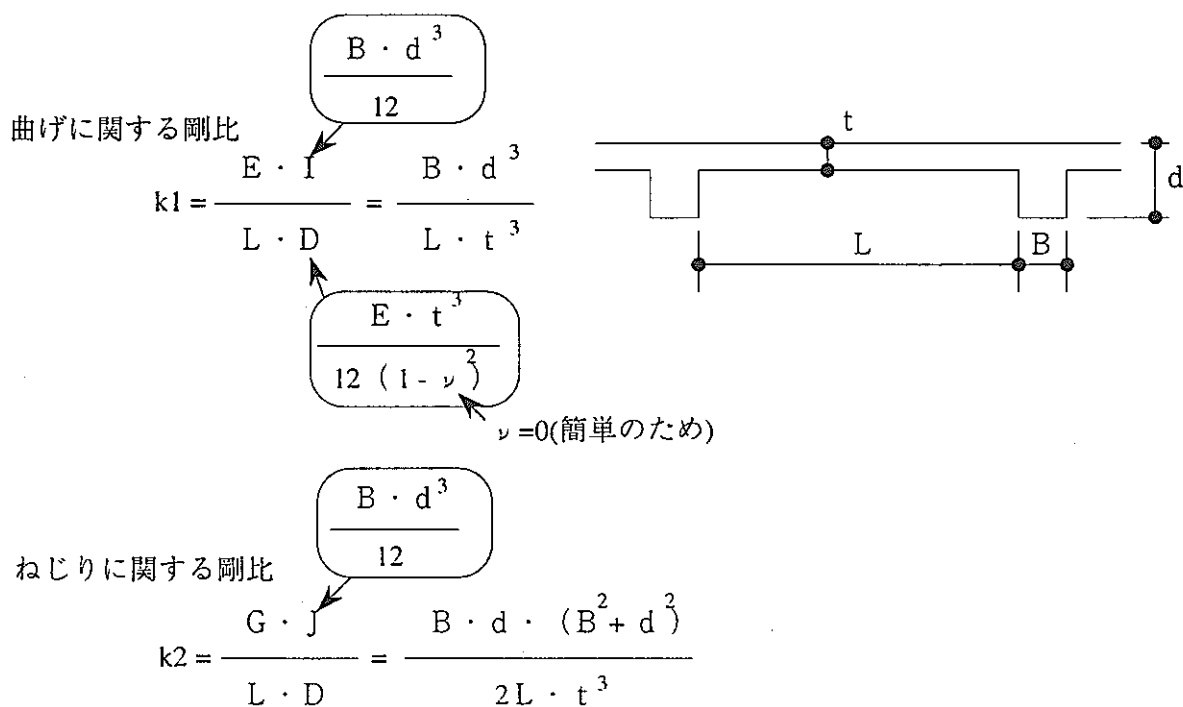 B・d³
12
曲げに関する剛比
k1 = E・I / L・D = B・d³ / L・t³
E・t³
12 (1-ν²)
ν=0(簡単のため)
t
d
L
B
B・d³
12
ねじりに関する剛比
k2 = G・J / L・D = B・d・(B²+d²) / 2L・t³